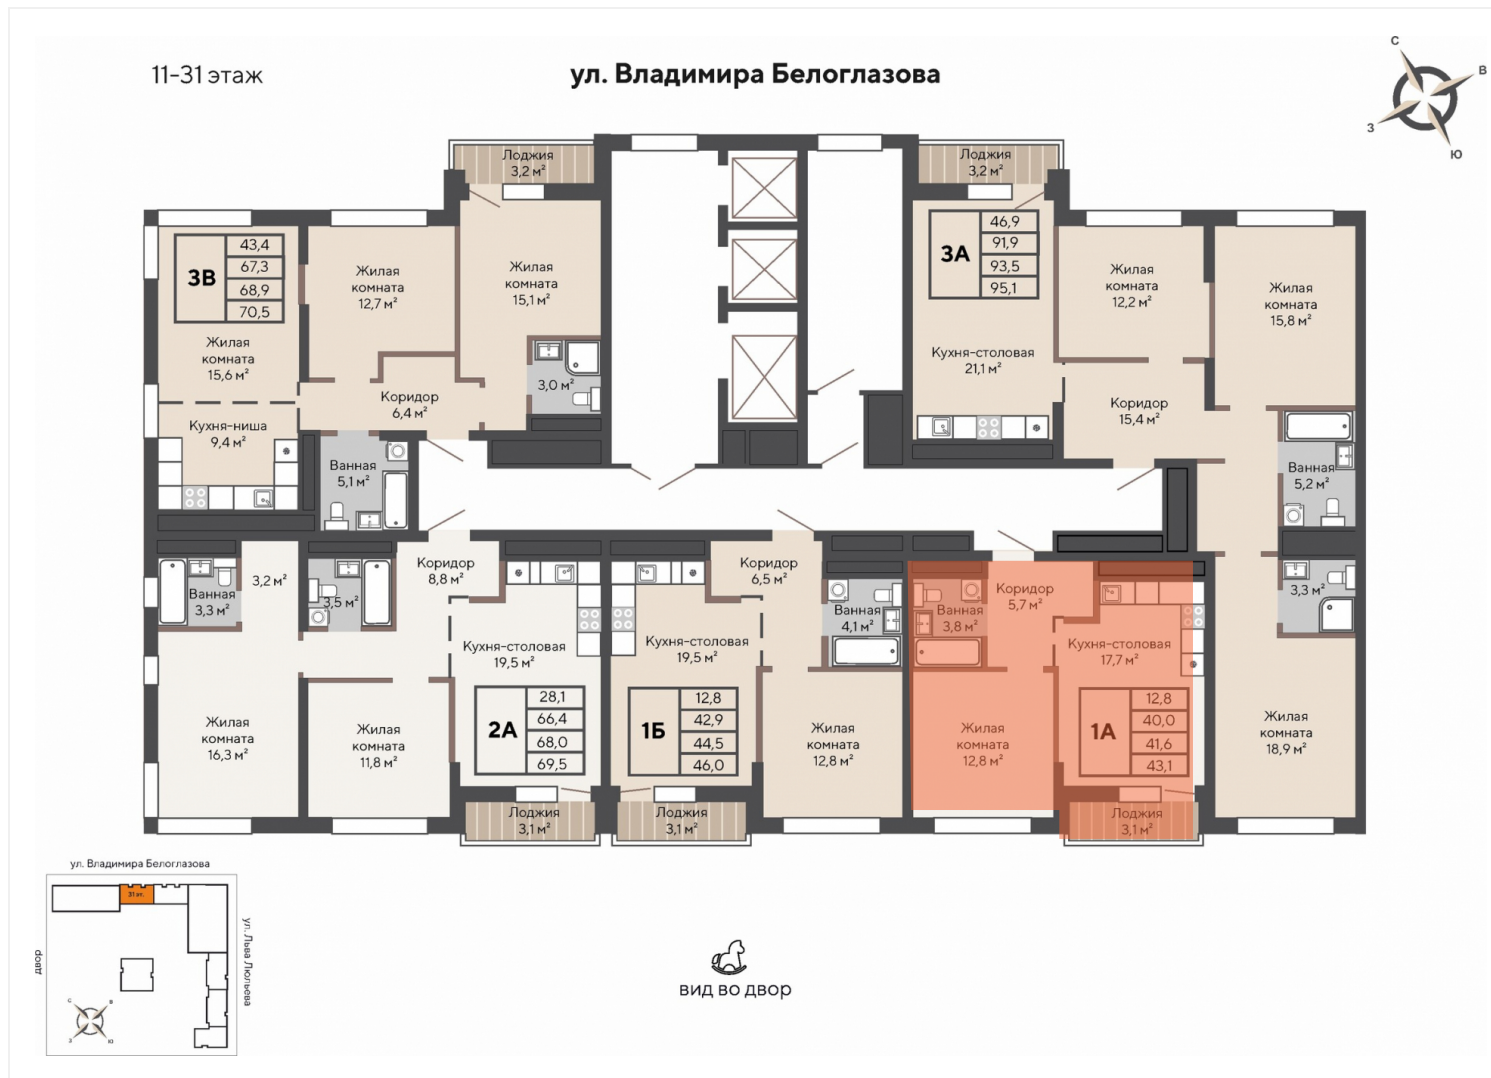 11-31 этаж
ул. Владимира Белоглазова
С
В
З
Ю
Лоджия
3,2 м²
Лоджия
3,2 м²
3В
43,4
67,3
68,9
70,5
Жилая
комната
15,6 м²
Кухня-ниша
9,4 м²
Жилая
комната
12,7 м²
Жилая
комната
15,1 м²
3,0 м²
Коридор
6,4 м²
Ванная
5,1 м²
3А
46,9
91,9
93,5
95,1
Кухня-столовая
21,1 м²
Жилая
комната
12,2 м²
Жилая
комната
15,8 м²
Коридор
15,4 м²
Ванная
5,2 м²
3,3 м²
Жилая
комната
18,9 м²
Ванная
3,3 м²
3,2 м²
3,5 м²
Коридор
8,8 м²
Кухня-столовая
19,5 м²
Жилая
комната
16,3 м²
Жилая
комната
11,8 м²
2А
28,1
66,4
68,0
69,5
Лоджия
3,1 м²
Коридор
6,5 м²
Ванная
4,1 м²
Кухня-столовая
19,5 м²
1Б
12,8
42,9
44,5
46,0
Жилая
комната
12,8 м²
Лоджия
3,1 м²
Коридор
5,7 м²
Ванная
3,8 м²
Кухня-столовая
17,7 м²
Жилая
комната
12,8 м²
1А
12,8
40,0
41,6
43,1
Лоджия
3,1 м²
ул. Владимира Белоглазова
31 эт.
двор
ул. Льва Люльева
С
В
З
Ю
вид во двор